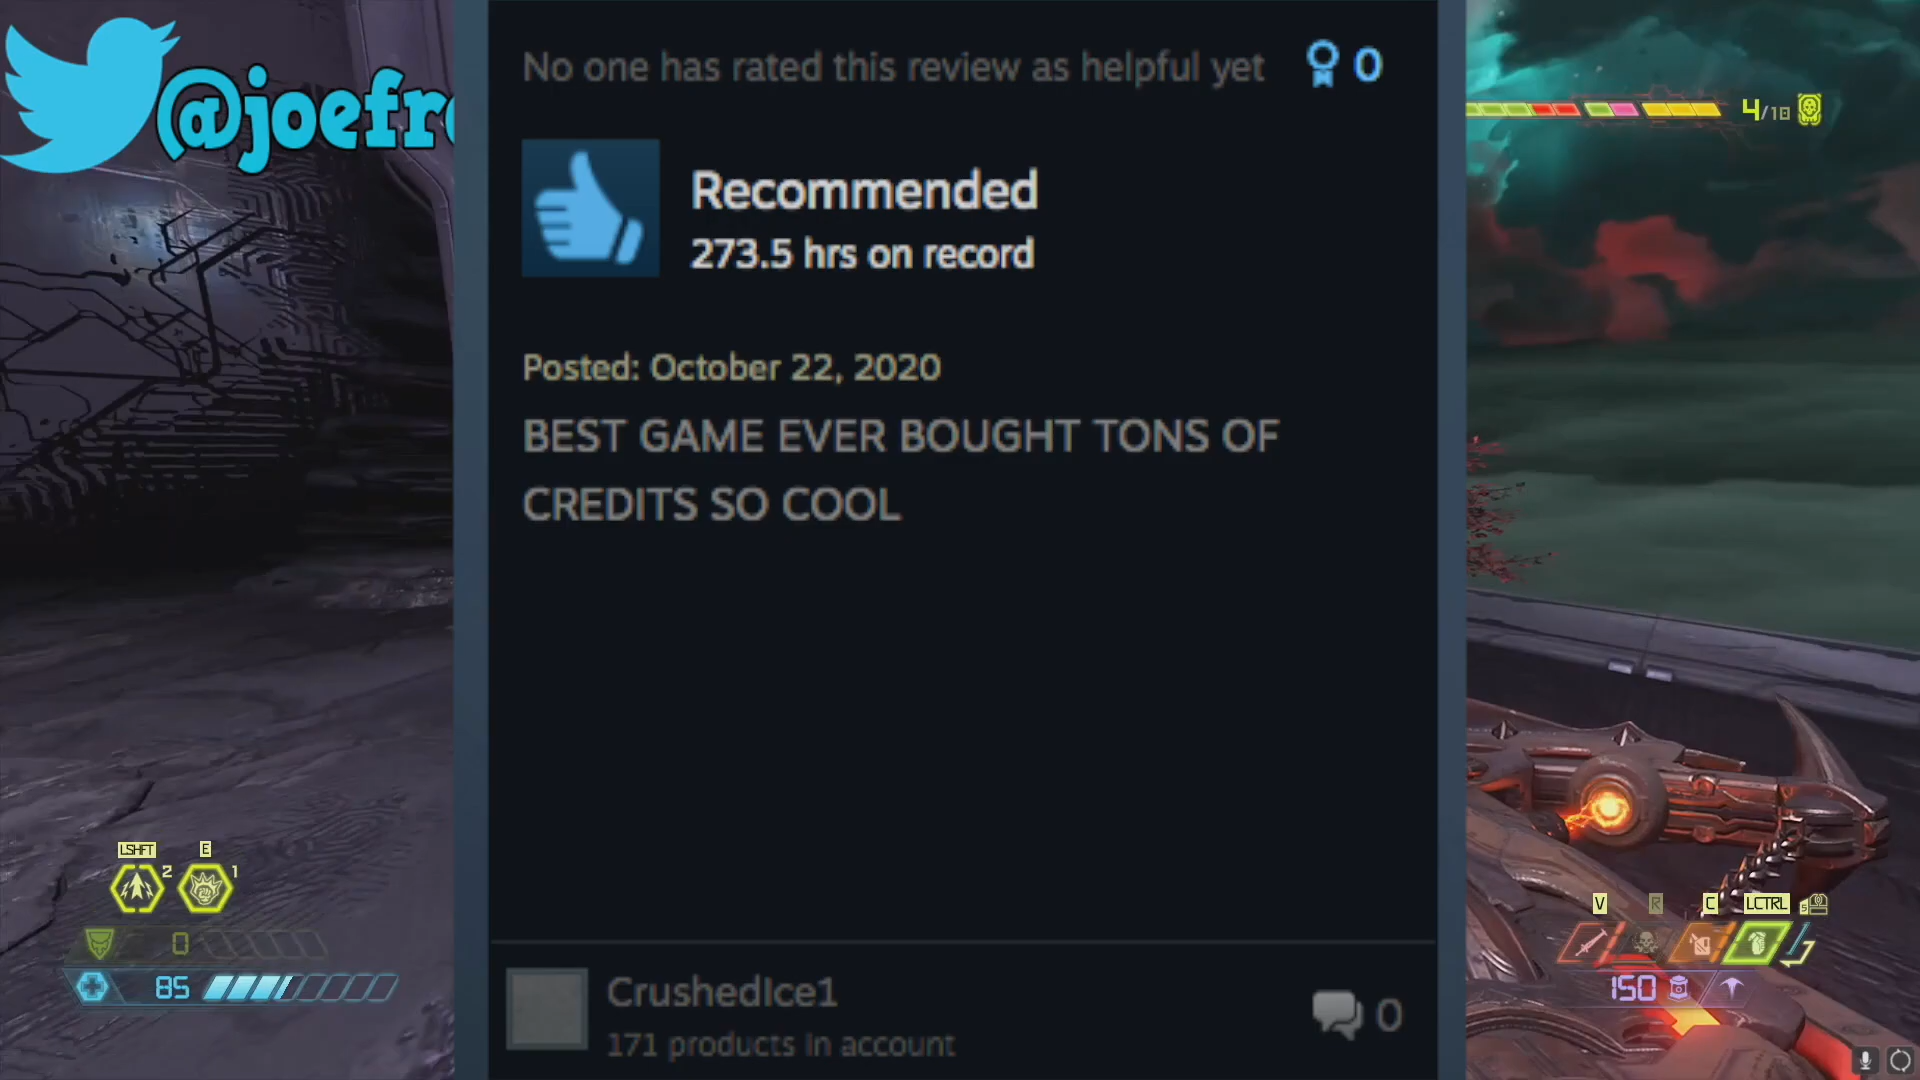 @joefr
No one has rated this review as helpful yet 0
Recommended
273.5 hrs on record
Posted: October 22, 2020
BEST GAME EVER BOUGHT TONS OF
CREDITS SO COOL
CrushedIce1
171 products in account
0
4/10
LSHFT E
2 1
0
85
V R C LCTRL 5
150